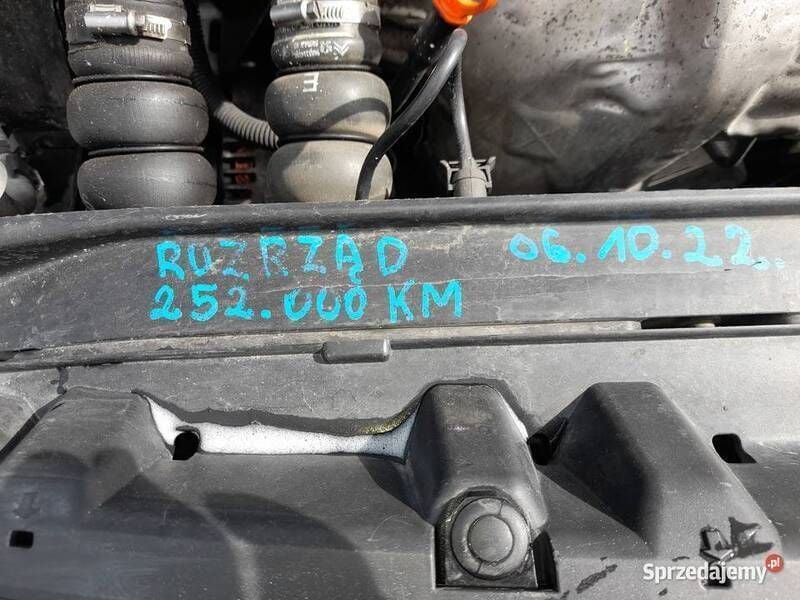 E
ROZRZĄD 06.10.22
252.000 KM
Sprzedajemy.pl